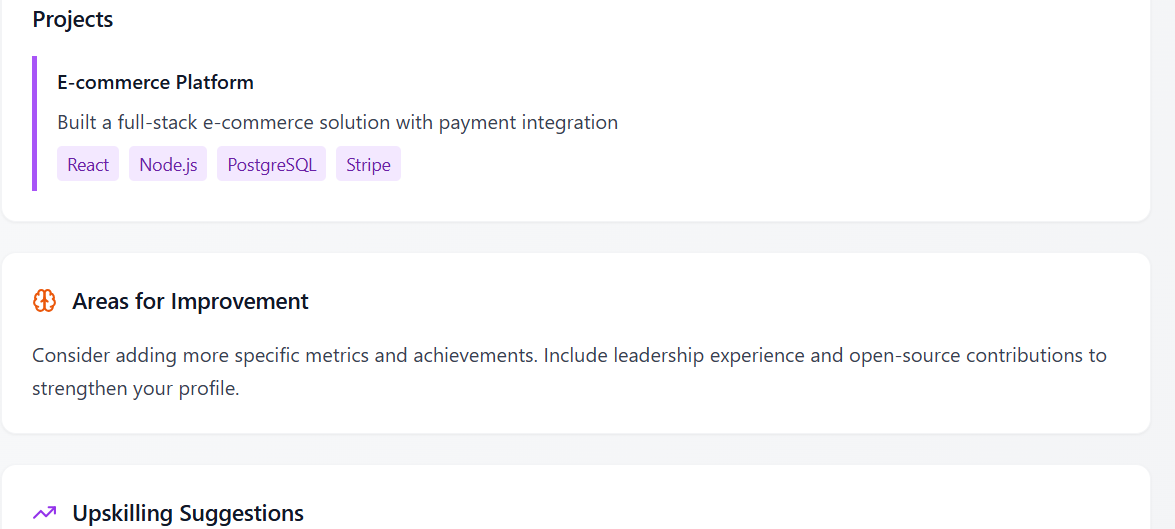 Projects
E-commerce Platform
Built a full-stack e-commerce solution with payment integration
React Node.js PostgreSQL Stripe
Areas for Improvement
Consider adding more specific metrics and achievements. Include leadership experience and open-source contributions to
strengthen your profile.
Upskilling Suggestions